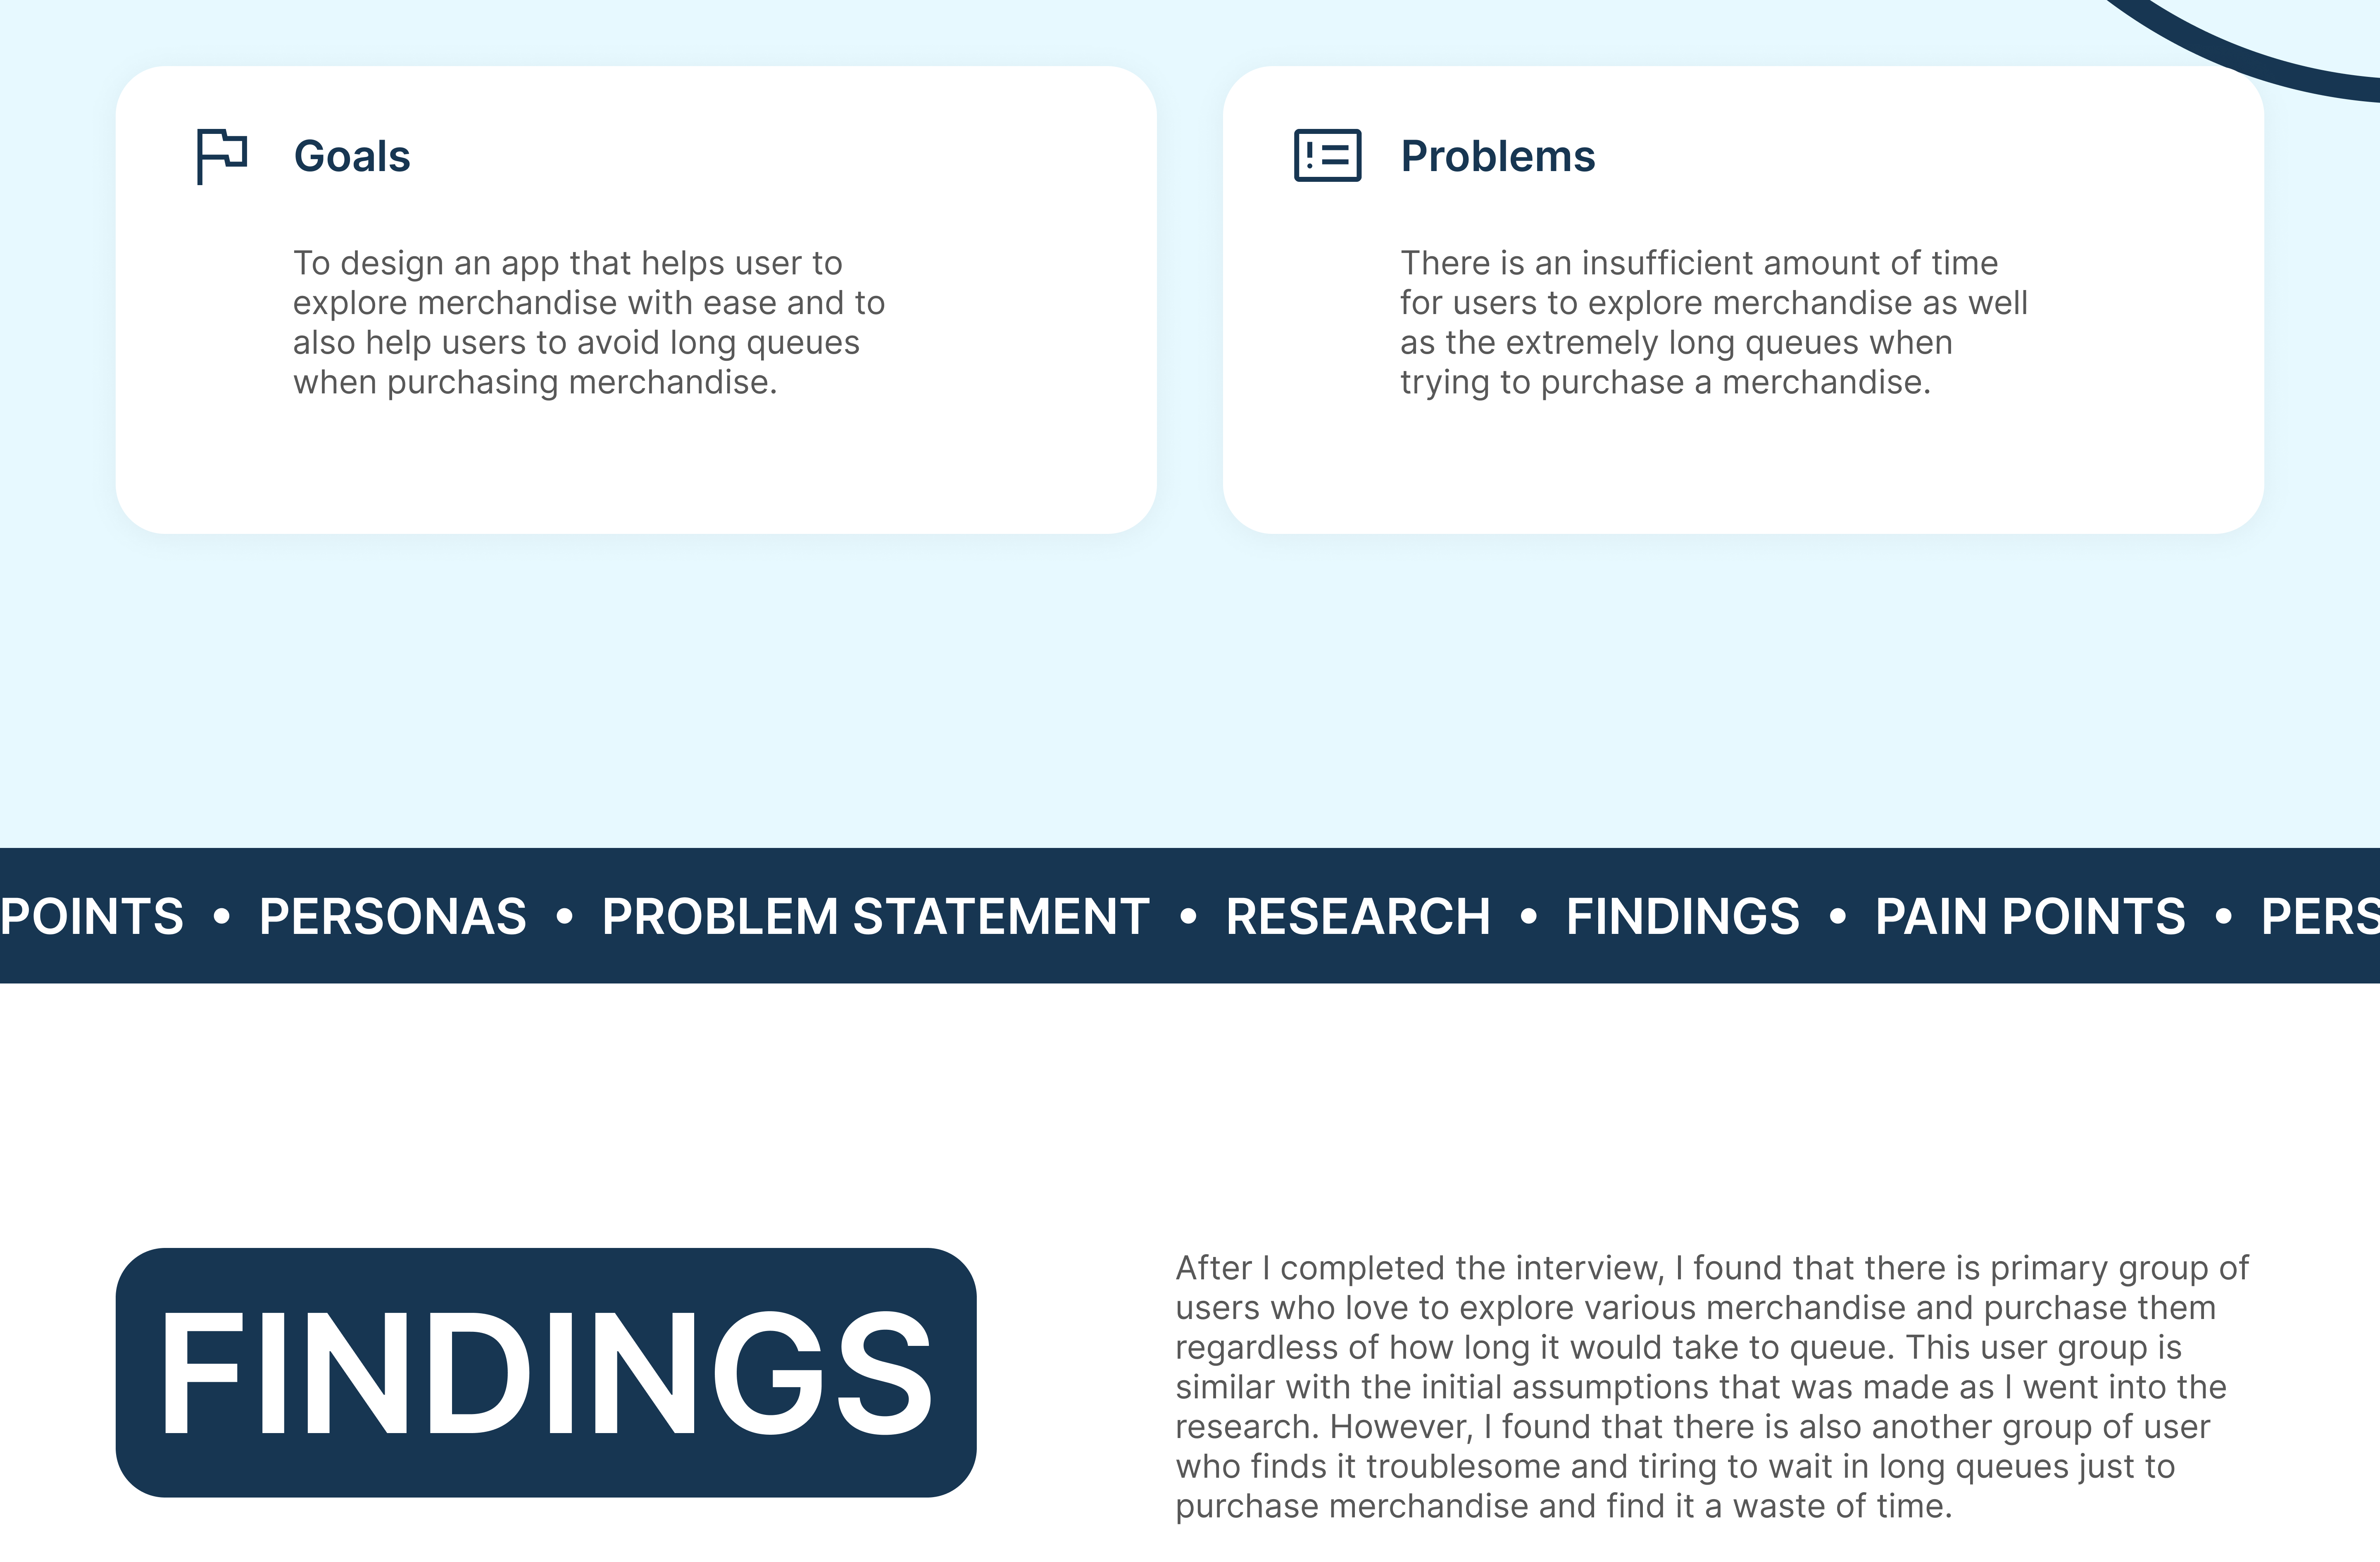 Goals
To design an app that helps user to
explore merchandise with ease and to
also help users to avoid long queues
when purchasing merchandise.
Problems
There is an insufficient amount of time
for users to explore merchandise as well
as the extremely long queues when
trying to purchase a merchandise.
POINTS • PERSONAS • PROBLEM STATEMENT • RESEARCH • FINDINGS • PAIN POINTS • PERS
FINDINGS
After I completed the interview, I found that there is primary group of
users who love to explore various merchandise and purchase them
regardless of how long it would take to queue. This user group is
similar with the initial assumptions that was made as I went into the
research. However, I found that there is also another group of user
who finds it troublesome and tiring to wait in long queues just to
purchase merchandise and find it a waste of time.